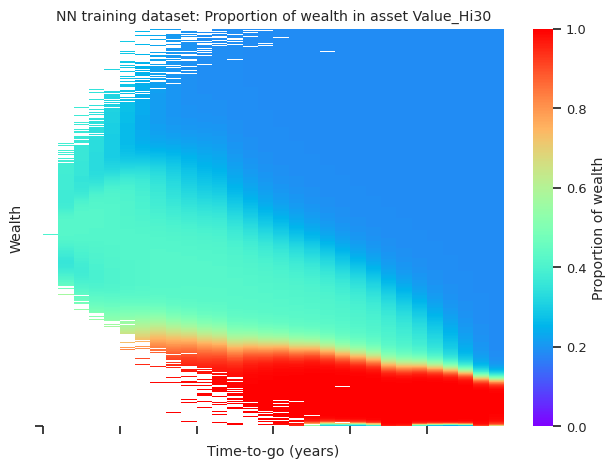 NN training dataset: Proportion of wealth in asset Value_Hi30
Wealth
Time-to-go (years)
1.0
0.8
0.6
0.4
0.2
0.0
Proportion of wealth